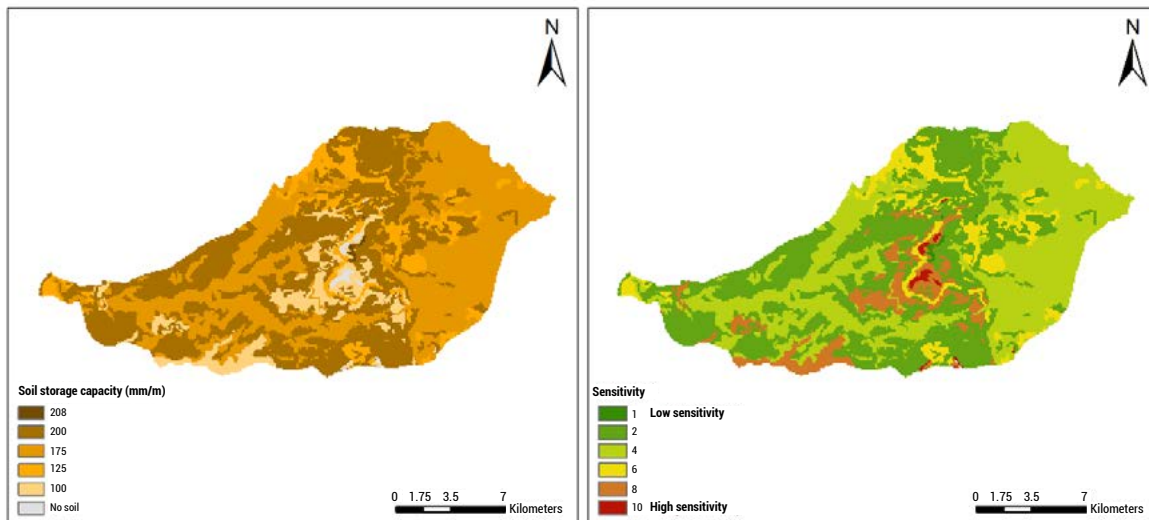 N
Soil storage capacity (mm/m)
208
200
175
125
100
No soil
0 1.75 3.5 7
Kilometers
N
Sensitivity
1 Low sensitivity
2
4
6
8
10 High sensitivity
0 1.75 3.5 7
Kilometers